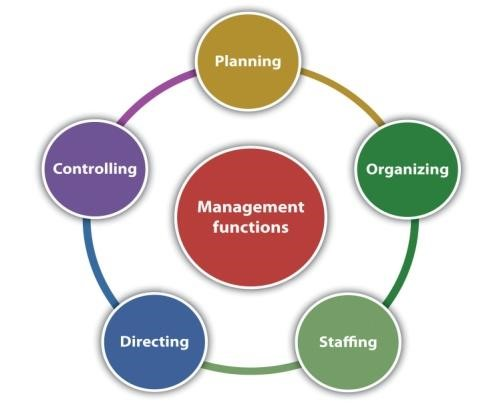 Planning
Organizing
Staffing
Directing
Controlling
Management
functions